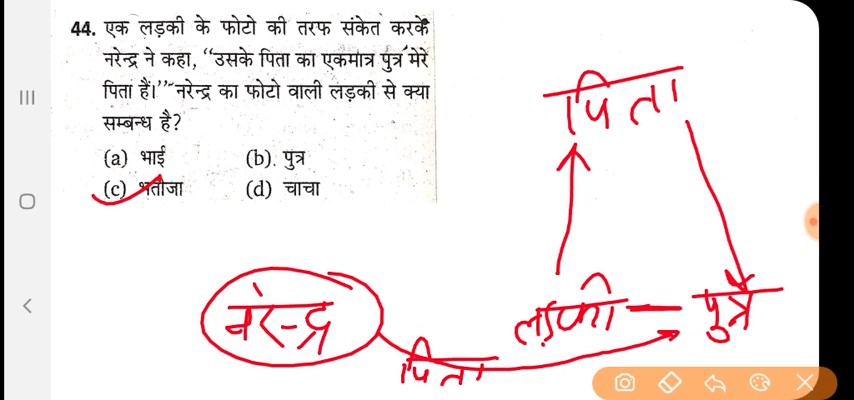 44. एक लड़की के फोटो की तरफ संकेत करके
नरेन्द्र ने कहा, "उसके पिता का एकमात्र पुत्र मेरे
पिता हैं।" नरेन्द्र का फोटो वाली लड़की से क्या
सम्बन्ध है?
(a) भाई (b) पुत्र
(c) भतीजा (d) चाचा
पिता
नरेन्द्र लड़की पुत्र
पिता